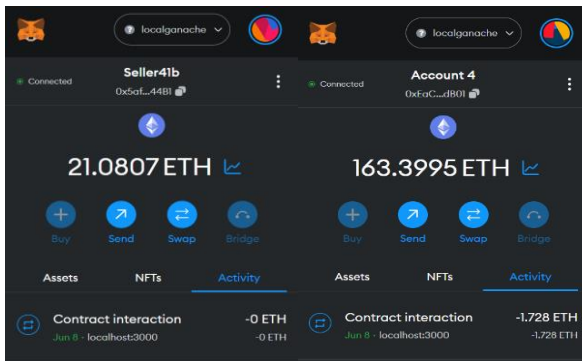 localganache
Connected
Seller41b
0x5af...44B1
21.0807 ETH
Buy
Send
Swap
Bridge
Assets
NFTs
Activity
Contract interaction
-0 ETH
Jun 8 · localhost:3000
-0 ETH
localganache
Connected
Account 4
0xEaC...dB01
163.3995 ETH
Buy
Send
Swap
Bridge
Assets
NFTs
Activity
Contract interaction
-1.728 ETH
Jun 8 · localhost:3000
-1.728 ETH